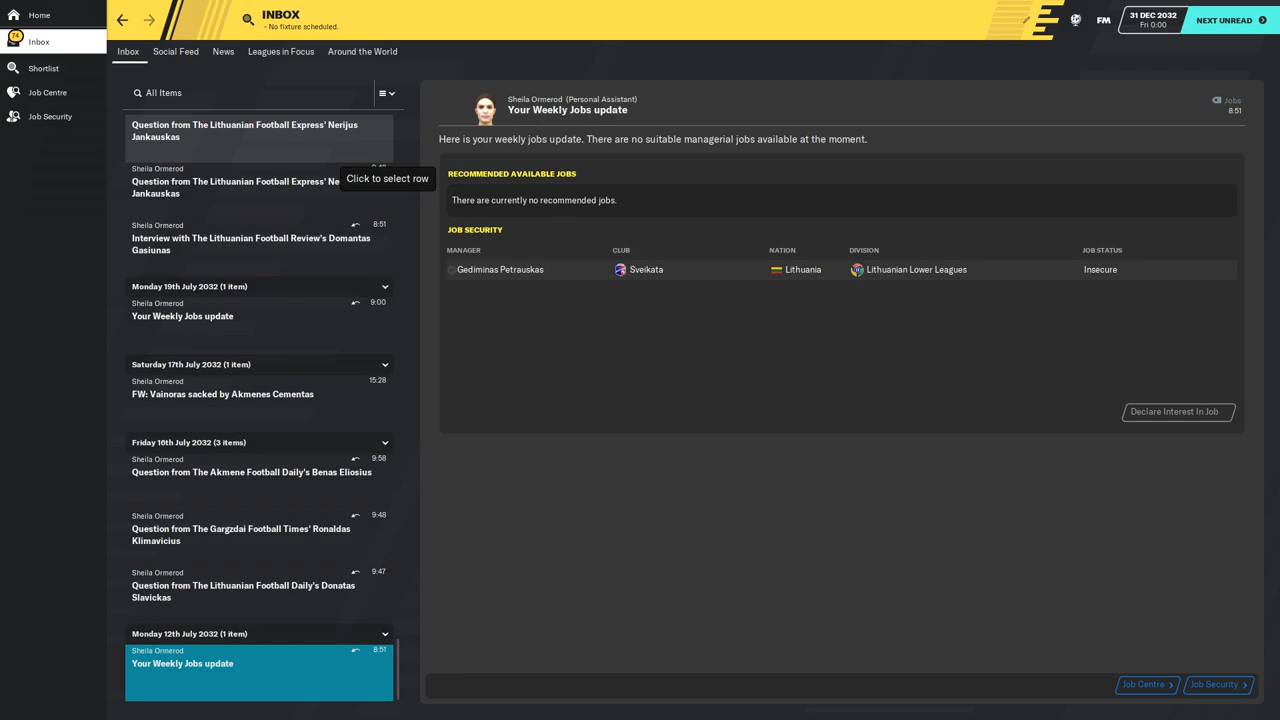 Home
INBOX
- No fixture scheduled.
FM
31 DEC 2032
Fri 0:00
NEXT UNREAD
74
Inbox
Shortlist
Job Centre
Job Security
Inbox
Social Feed
News
Leagues in Focus
Around the World
All Items
Question from The Lithuanian Football Express' Nerijus
Jankauskas
Sheila Ormerod
Question from The Lithuanian Football Express' Ne
Jankauskas
Click to select row
Sheila Ormerod
8:51
Interview with The Lithuanian Football Review's Domantas
Gasiunas
Monday 19th July 2032 (1 item)
Sheila Ormerod
9:00
Your Weekly Jobs update
Saturday 17th July 2032 (1 item)
Sheila Ormerod
15:28
FW: Vainoras sacked by Akmenes Cementas
Friday 16th July 2032 (3 items)
Sheila Ormerod
9:58
Question from The Akmene Football Daily's Benas Eliosius
Sheila Ormerod
9:48
Question from The Gargzdai Football Times' Ronaldas
Klimavicius
Sheila Ormerod
9:47
Question from The Lithuanian Football Daily's Donatas
Slavickas
Monday 12th July 2032 (1 item)
Sheila Ormerod
8:51
Your Weekly Jobs update
Sheila Ormerod (Personal Assistant)
Your Weekly Jobs update
Jobs
8:51
Here is your weekly jobs update. There are no suitable managerial jobs available at the moment.
RECOMMENDED AVAILABLE JOBS
There are currently no recommended jobs.
JOB SECURITY
MANAGER CLUB NATION DIVISION JOB STATUS
Gediminas Petrauskas Sveikata Lithuania Lithuanian Lower Leagues Insecure
Declare Interest In Job
Job Centre
Job Security